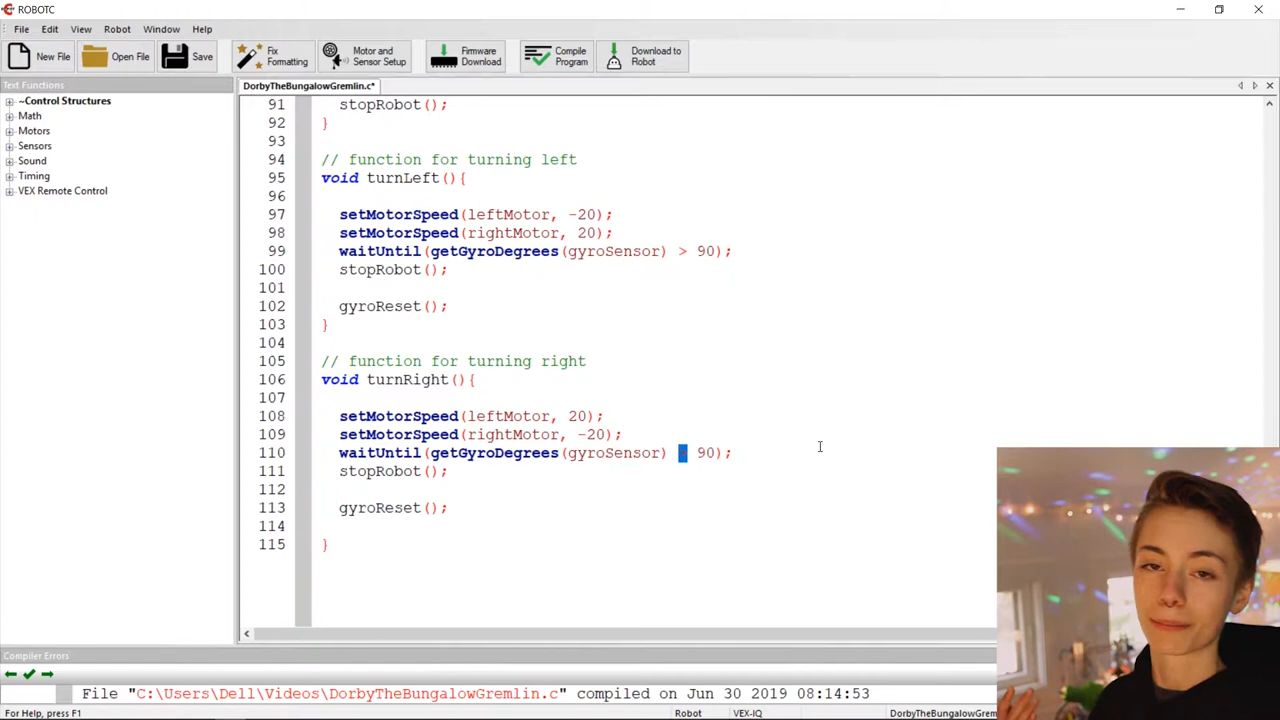 ROBOTC
File Edit View Robot Window Help
New File Open File Save Fix Formatting Motor and Sensor Setup Firmware Download Compile Program Download to Robot
Text Functions
~Control Structures
Math
Motors
Sensors
Sound
Timing
VEX Remote Control
DorbyTheBungalowGremlin.c*
91 stopRobot();
92 }
93
94 // function for turning left
95 void turnLeft(){
96
97 setMotorSpeed(leftMotor, -20);
98 setMotorSpeed(rightMotor, 20);
99 waitUntil(getGyroDegrees(gyroSensor) > 90);
100 stopRobot();
101
102 gyroReset();
103 }
104
105 // function for turning right
106 void turnRight(){
107
108 setMotorSpeed(leftMotor, 20);
109 setMotorSpeed(rightMotor, -20);
110 waitUntil(getGyroDegrees(gyroSensor) 90);
111 stopRobot();
112
113 gyroReset();
114
115 }
Compiler Errors
File "C:\Users\Dell\Videos\DorbyTheBungalowGremlin.c" compiled on Jun 30 2019 08:14:53
For Help, press F1 Robot VEX-IQ DorbyTheBungalowGremlin